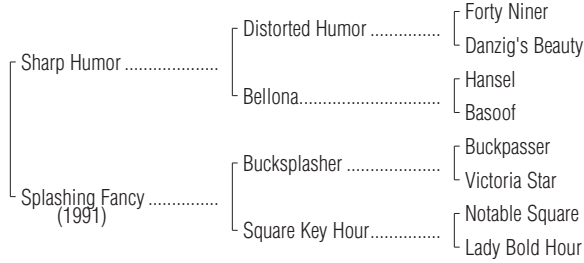 Forty Niner
Distorted Humor ..................
Danzig's Beauty
Sharp Humor ....................
Hansel
Bellona..............................
Basoof
Buckpasser
Bucksplasher ....................
Victoria Star
Splashing Fancy ...............
(1991)
Notable Square
Square Key Hour...............
Lady Bold Hour